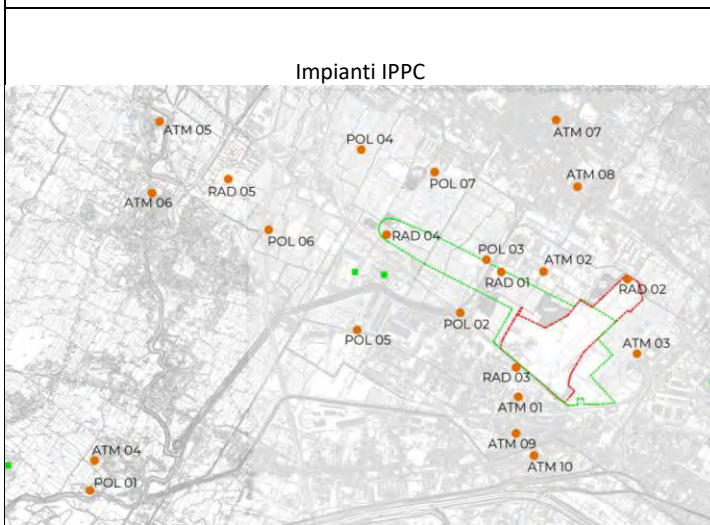 Impianti IPPC
ATM 05
ATM 07
POL 04
ATM 08
POL 07
RAD 05
ATM 06
POL 06
RAD 04
POL 03
RAD 01
ATM 02
RAD 02
POL 02
POL 05
ATM 03
RAD 03
ATM 01
ATM 09
ATM 10
ATM 04
POL 01